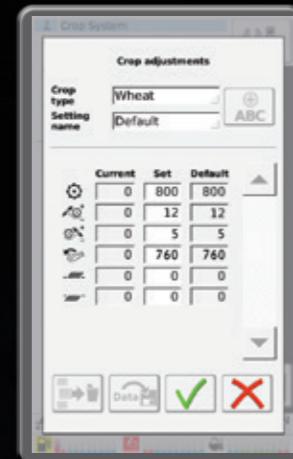 Crop System
Crop adjustments
Crop type Wheat
Setting name Default
ABC
Current Set Default
0 800 800
0 12 12
0 5 5
0 760 760
0 0 0
0 0 0
Data